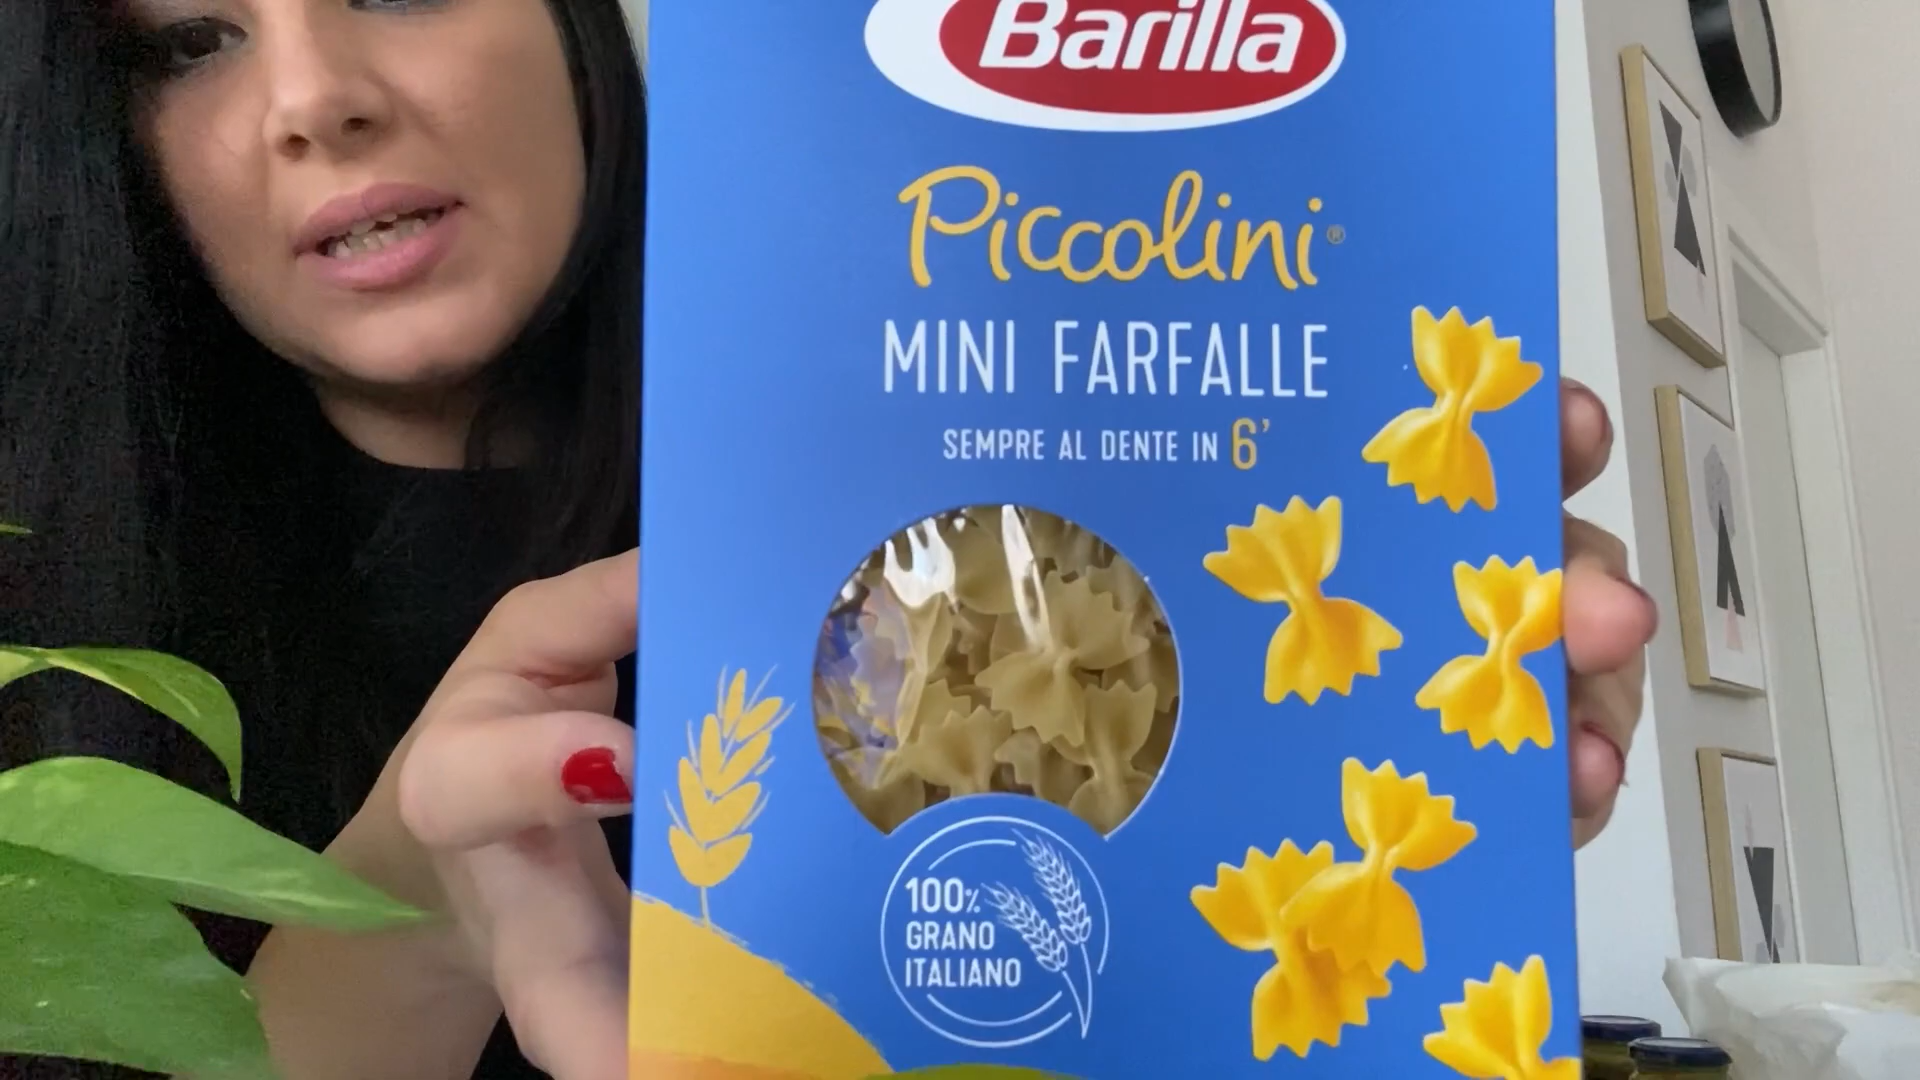 Barilla
Piccolini®
MINI FARFALLE
SEMPRE AL DENTE IN 6’
100%
GRANO
ITALIANO